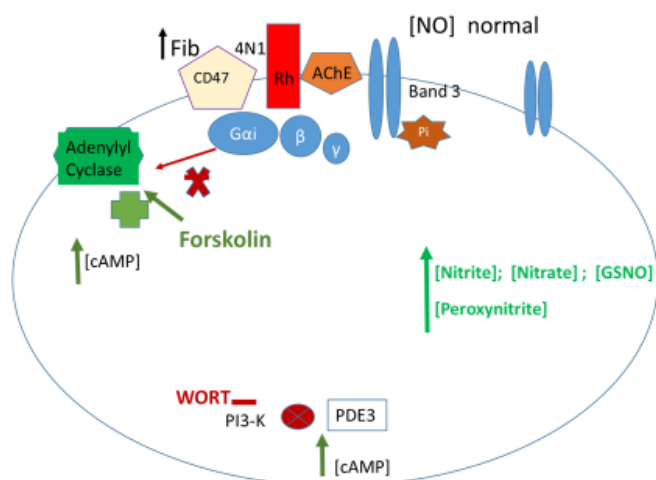 [NO] normal
Fib
4N1
CD47
Rh
AChE
Band 3
Pi
Gαi
β
γ
Adenylyl
Cyclase
Forskolin
[cAMP]
[Nitrite]; [Nitrate] ; [GSNO]
[Peroxynitrite]
WORT
PI3-K
PDE3
[cAMP]